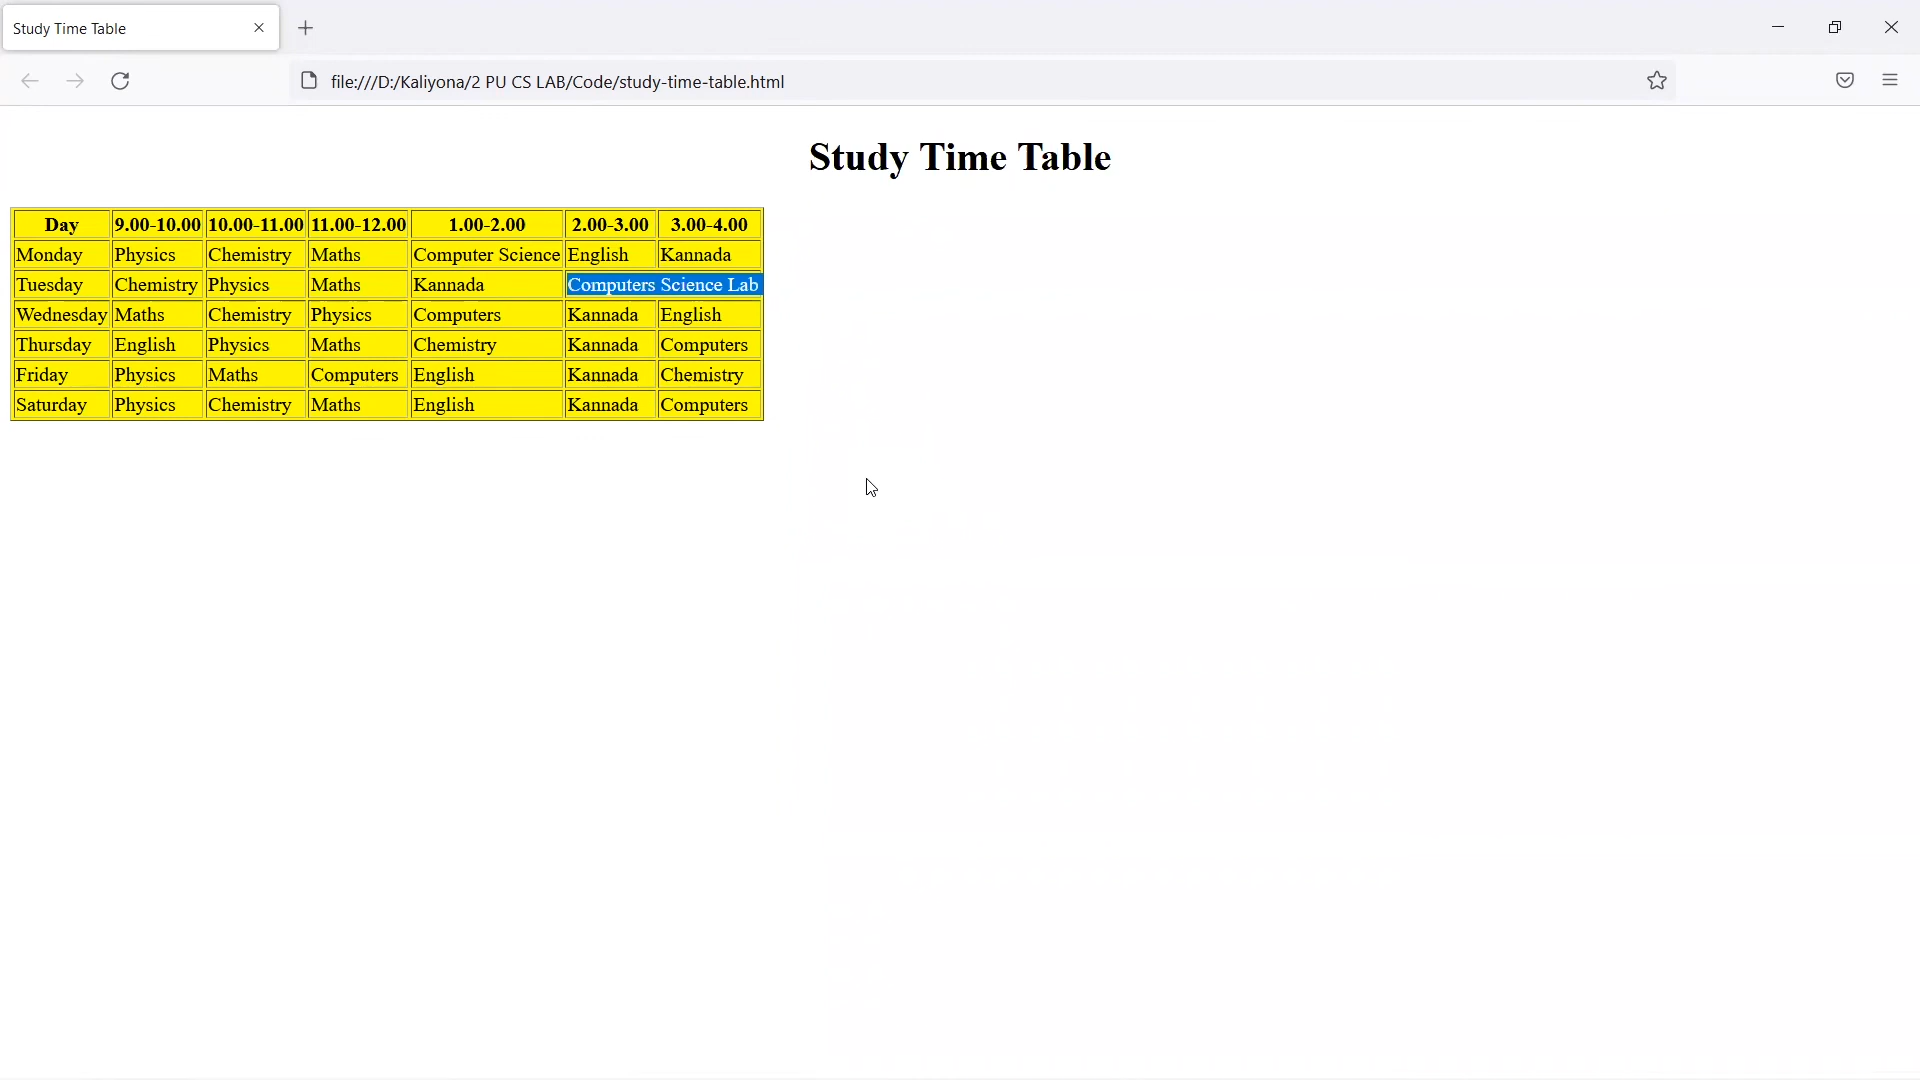 Study Time Table
file:///D:/Kaliyona/2 PU CS LAB/Code/study-time-table.html
Study Time Table
Day 9.00-10.00 10.00-11.00 11.00-12.00 1.00-2.00 2.00-3.00 3.00-4.00
Monday Physics Chemistry Maths Computer Science English Kannada
Tuesday Chemistry Physics Maths Kannada Computers Science Lab
Wednesday Maths Chemistry Physics Computers Kannada English
Thursday English Physics Maths Chemistry Kannada Computers
Friday Physics Maths Computers English Kannada Chemistry
Saturday Physics Chemistry Maths English Kannada Computers